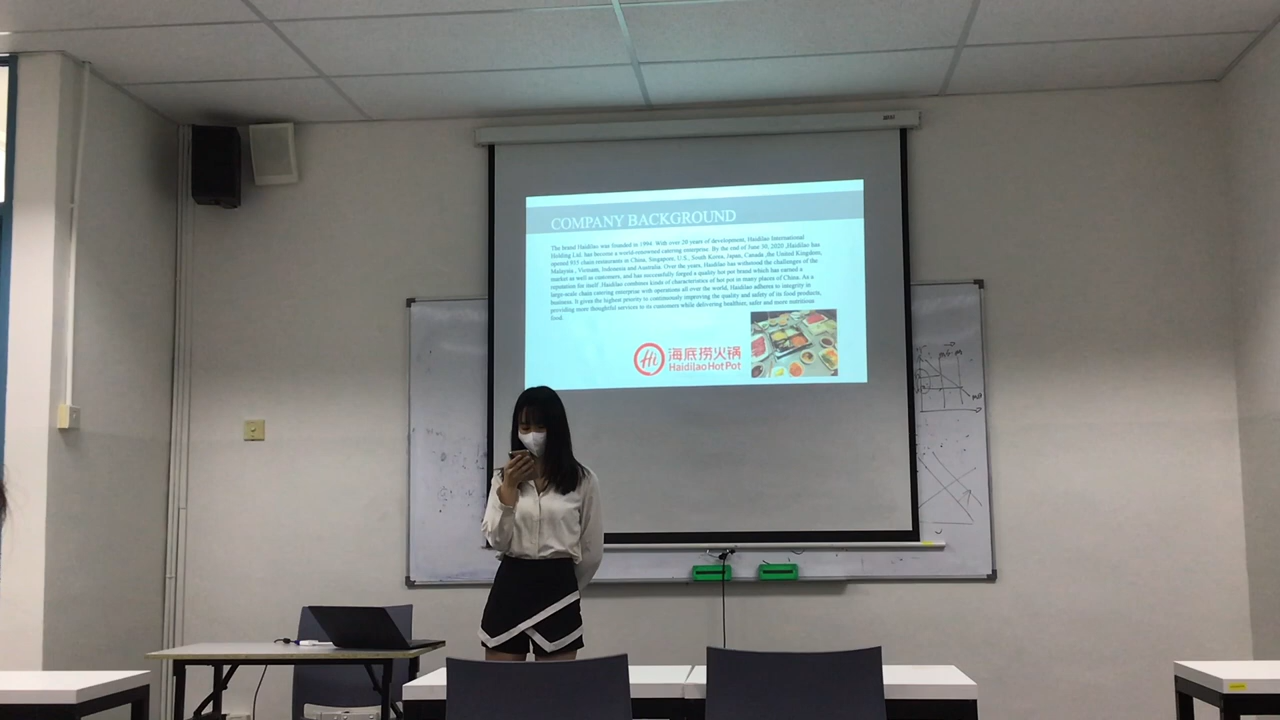 COMPANY BACKGROUND
The brand Haidilao was founded in 1994. With over 20 years of development, Haidilao International
Holding Ltd. has become a world-renowned catering enterprise. By the end of June 30, 2020 ,Haidilao has
opened 935 chain restaurants in China, Singapore, U.S., South Korea, Japan, Canada ,the United Kingdom,
Malaysia , Vietnam, Indonesia and Australia. Over the years, Haidilao has withstood the challenges of the
market as well as customers, and has successfully forged a quality hot pot brand which has earned a
reputation for itself .Haidilao combines kinds of characteristics of hot pot in many places of China. As a
large-scale chain catering enterprise with operations all over the world, Haidilao adheres to integrity in
business. It gives the highest priority to continuously improving the quality and safety of its food products,
providing more thoughtful services to its customers while delivering healthier, safer and more nutritious
food.
Hi 海底捞火锅
Haidilao Hot Pot